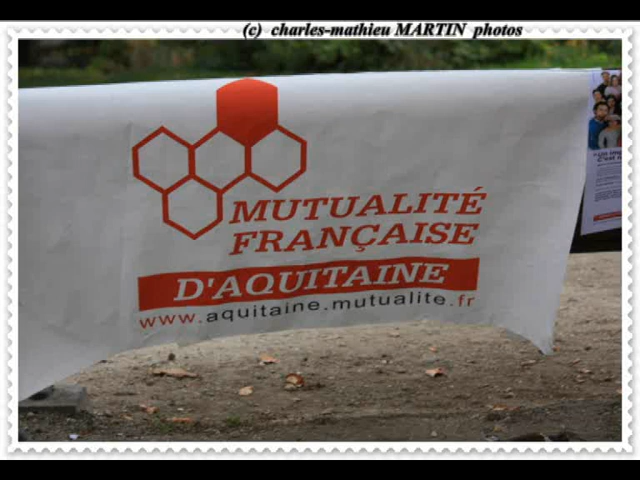 (c) charles-mathieu MARTIN photos
MUTUALITÉ
FRANÇAISE
D'AQUITAINE
www.aquitaine.mutualite.fr